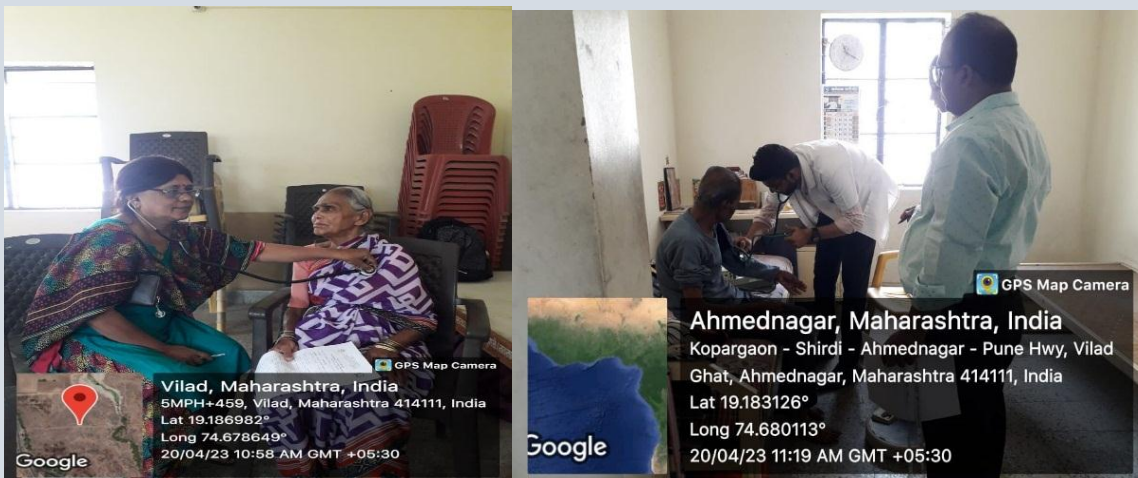 GPS Map Camera
Vilad, Maharashtra, India
5MPH+459, Vilad, Maharashtra 414111, India
Lat 19.186982°
Long 74.678649°
20/04/23 10:58 AM GMT +05:30
Google
GPS Map Camera
Ahmednagar, Maharashtra, India
Kopargaon - Shirdi - Ahmednagar - Pune Hwy, Vilad
Ghat, Ahmednagar, Maharashtra 414111, India
Lat 19.183126°
Long 74.680113°
20/04/23 11:19 AM GMT +05:30
Google